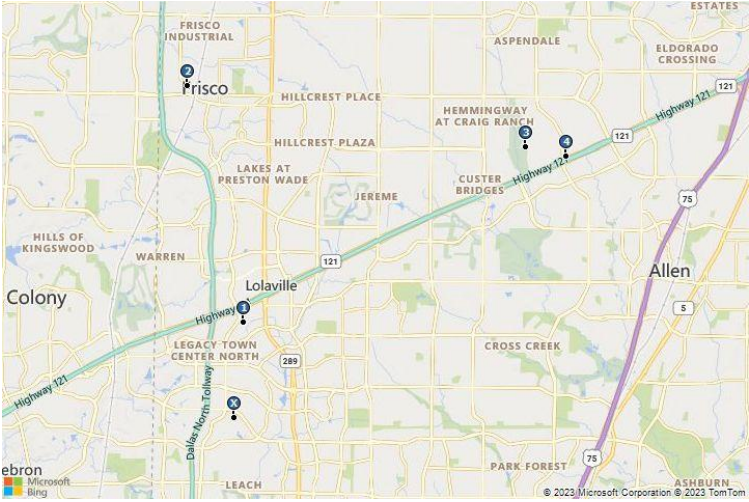 ESTATES
FRISCO
INDUSTRIAL
ASPENDALE
ELDORADO
CROSSING
2
Frisco
121
HILLCREST PLACE
Highway 121
HEMMINGWAY
AT CRAIG RANCH
3
4
121
HILLCREST PLAZA
Highway 121
LAKES AT
PRESTON WADE
CUSTER
BRIDGES
JEREME
75
HILLS OF
KINGSWOOD
WARREN
121
Allen
Lolaville
Colony
1
Highway
5
LEGACY TOWN
CENTER NORTH
CROSS CREEK
289
Highway 121
Dallas North Tollway
X
75
ebron
PARK FOREST
Microsoft
Bing
LEACH
ASHBURN
© 2023 Microsoft Corporation © 2023 TomTom